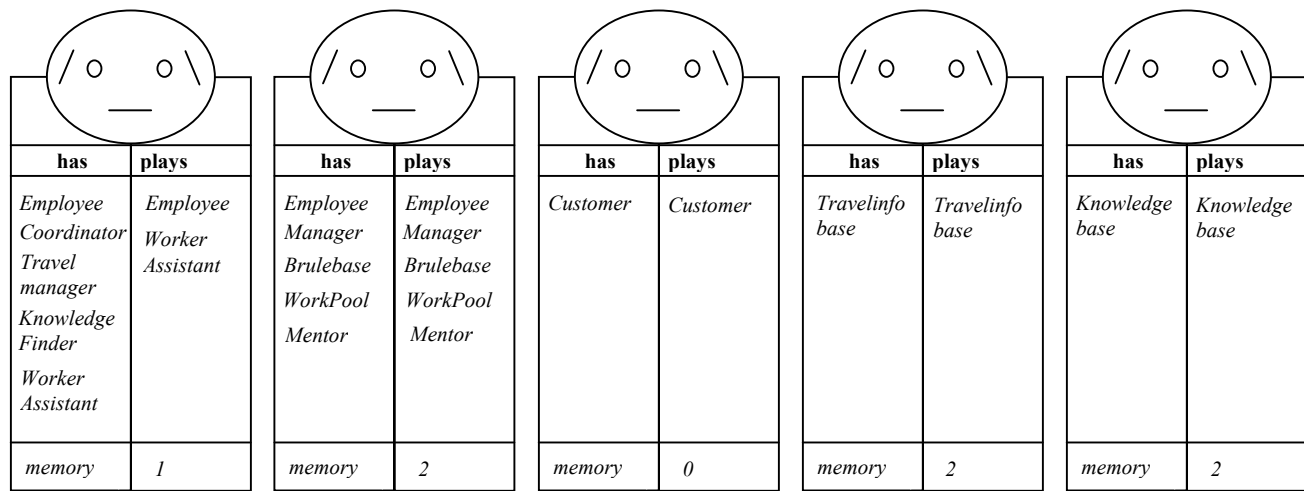 has plays
Employee
Coordinator
Travel
manager
Knowledge
Finder
Worker
Assistant
Employee
Worker
Assistant
memory 1
has plays
Employee
Manager
Brulebase
WorkPool
Mentor
Employee
Manager
Brulebase
WorkPool
Mentor
memory 2
has plays
Customer
Customer
memory 0
has plays
Travelinfo
base
Travelinfo
base
memory 2
has plays
Knowledge
base
Knowledge
base
memory 2